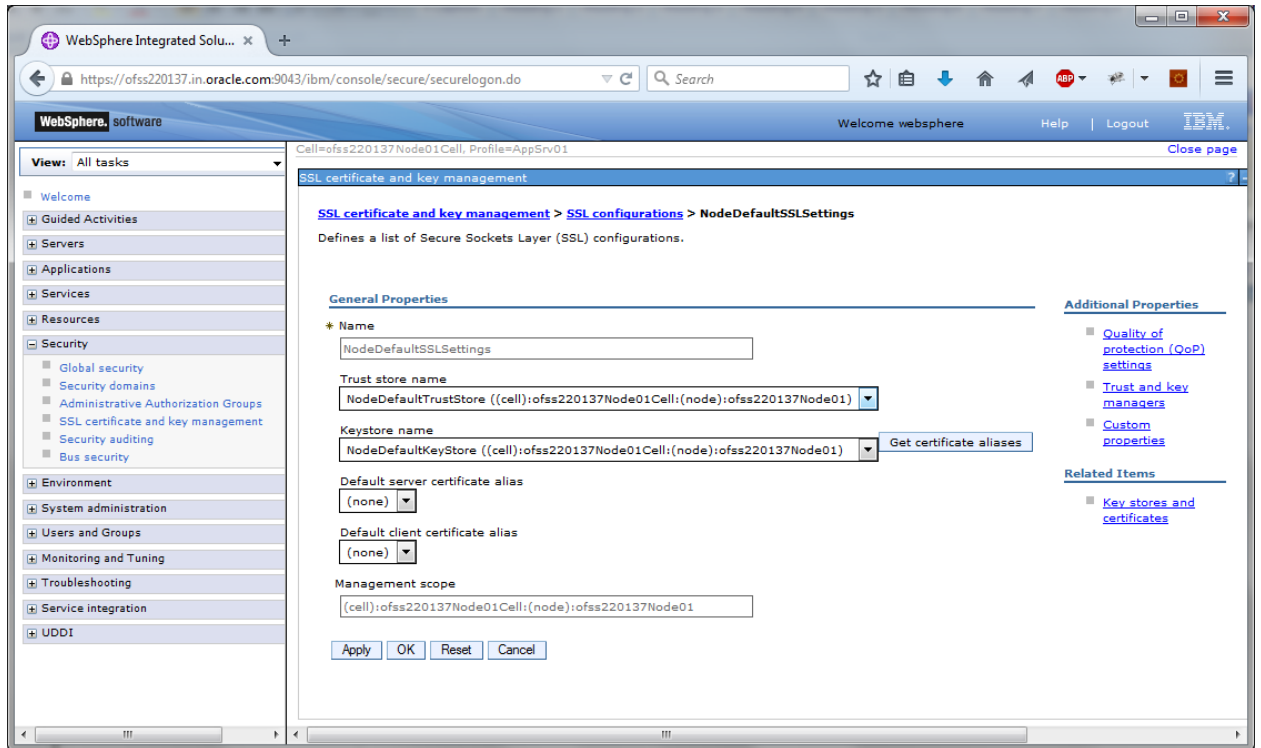 WebSphere Integrated Solu...
https://ofss220137.in.oracle.com:9043/ibm/console/secure/securelogon.do
Search
ABP
WebSphere. software
Welcome websphere
Help | Logout
IBM.
View: All tasks
Cell=ofss220137Node01Cell, Profile=AppSrv01
Close page
Welcome
Guided Activities
Servers
Applications
Services
Resources
Security
Global security
Security domains
Administrative Authorization Groups
SSL certificate and key management
Security auditing
Bus security
Environment
System administration
Users and Groups
Monitoring and Tuning
Troubleshooting
Service integration
UDDI
SSL certificate and key management
? -
SSL certificate and key management > SSL configurations > NodeDefaultSSLSettings
Defines a list of Secure Sockets Layer (SSL) configurations.
General Properties
* Name
NodeDefaultSSLSettings
Trust store name
NodeDefaultTrustStore ((cell):ofss220137Node01Cell:(node):ofss220137Node01)
Keystore name
NodeDefaultKeyStore ((cell):ofss220137Node01Cell:(node):ofss220137Node01)
Get certificate aliases
Default server certificate alias
(none)
Default client certificate alias
(none)
Management scope
(cell):ofss220137Node01Cell:(node):ofss220137Node01
Apply OK Reset Cancel
Additional Properties
Quality of
protection (QoP)
settings
Trust and key
managers
Custom
properties
Related Items
Key stores and
certificates